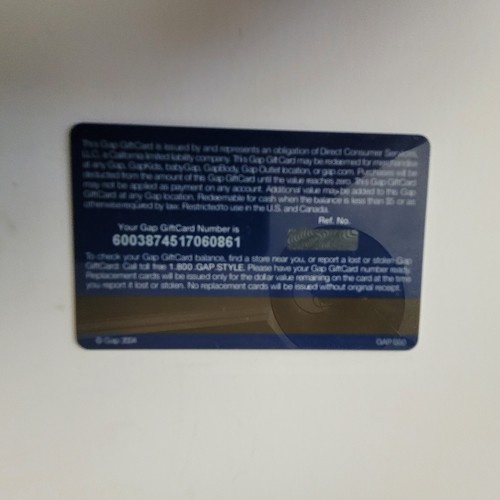 This Gap GiftCard is issued by and represents an obligation of Direct Consumer Services,
LLC, a California limited liability company. This Gap GiftCard may be redeemed for merchandise
at any Gap, GapKids, babyGap, GapBody, Gap Outlet location, or gap.com. Purchases will be
deducted from the amount of this Gap GiftCard until the value reaches zero. This Gap GiftCard
may not be applied as payment on any account. Additional value may be added to this Gap
GiftCard at any Gap location. Redeemable for cash when the balance is less than $5 or as
otherwise required by law. Restricted to use in the U.S. and Canada.
Ref. No.
Your Gap GiftCard Number is
6003874517060861
To check your Gap GiftCard balance, find a store near you, or report a lost or stolen Gap
GiftCard: Call toll free 1.800.GAP.STYLE. Please have your Gap GiftCard number ready.
Replacement cards will be issued only for the dollar value remaining on the card at the time
you report it lost or stolen. No replacement cards will be issued without original receipt.
© Gap 2004
GAP 050